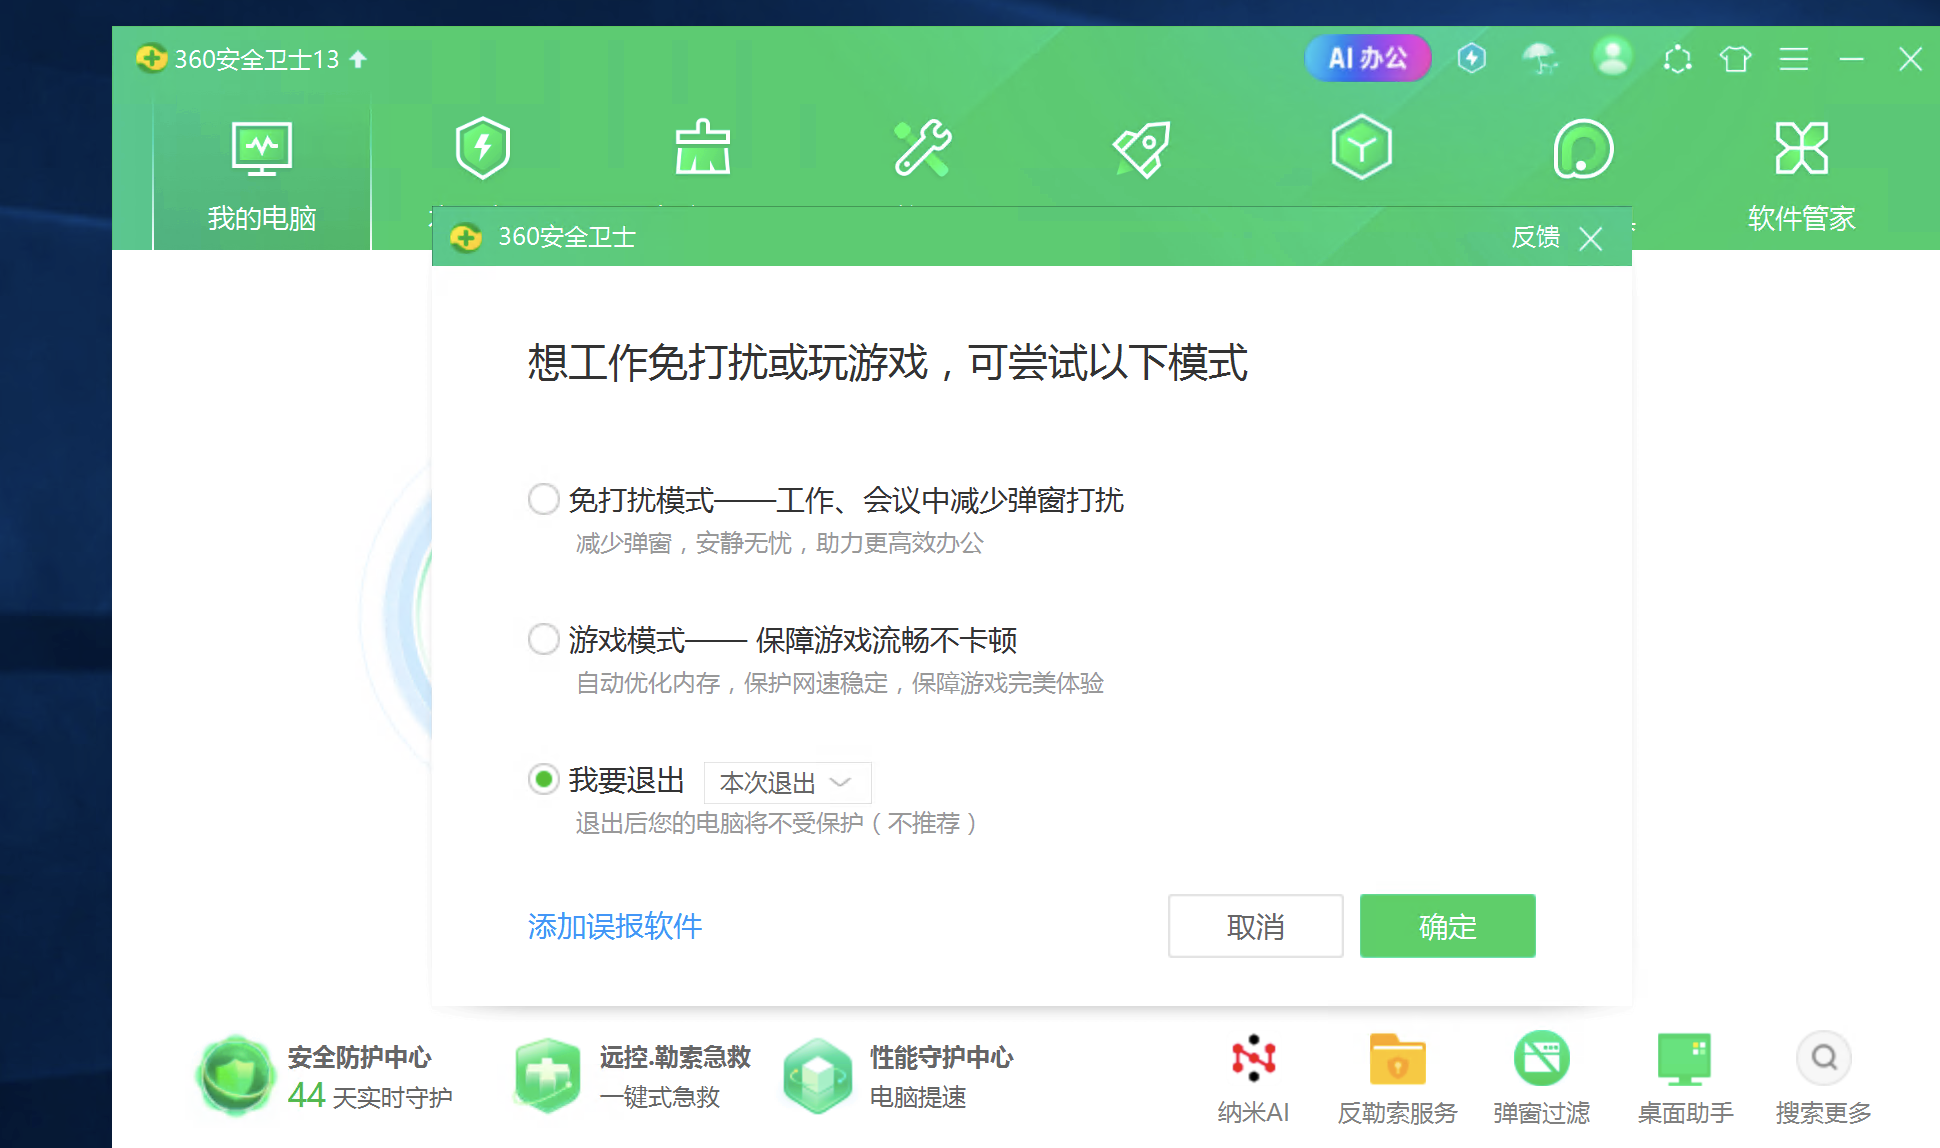 360安全卫士13
AI 办公
我的电脑
软件管家
360安全卫士
反馈
想工作免打扰或玩游戏，可尝试以下模式
免打扰模式——工作、会议中减少弹窗打扰
减少弹窗，安静无忧，助力更高效办公
游戏模式—— 保障游戏流畅不卡顿
自动优化内存，保护网速稳定，保障游戏完美体验
我要退出 本次退出
退出后您的电脑将不受保护（不推荐）
添加误报软件
取消
确定
安全防护中心
44 天实时守护
远控.勒索急救
一键式急救
性能守护中心
电脑提速
纳米AI
反勒索服务
弹窗过滤
桌面助手
搜索更多